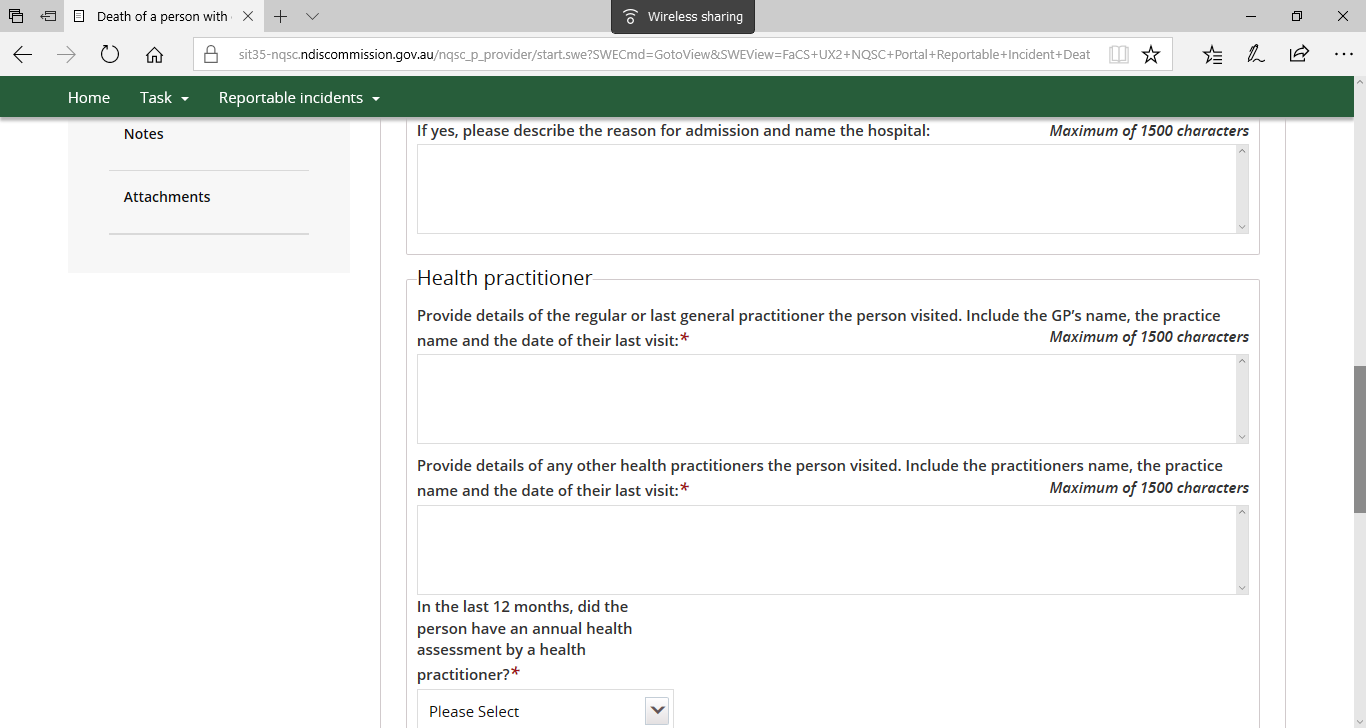 Death of a person with
Wireless sharing
sit35-nqsc.ndiscommission.gov.au/nqsc_p_provider/start.swe?SWECmd=GotoView&SWEView=FaCS+UX2+NQSC+Portal+Reportable+Incident+Deat
Home Task Reportable incidents
Notes
Attachments
If yes, please describe the reason for admission and name the hospital: Maximum of 1500 characters
Health practitioner
Provide details of the regular or last general practitioner the person visited. Include the GP's name, the practice
name and the date of their last visit:* Maximum of 1500 characters
Provide details of any other health practitioners the person visited. Include the practitioners name, the practice
name and the date of their last visit:* Maximum of 1500 characters
In the last 12 months, did the
person have an annual health
assessment by a health
practitioner?*
Please Select